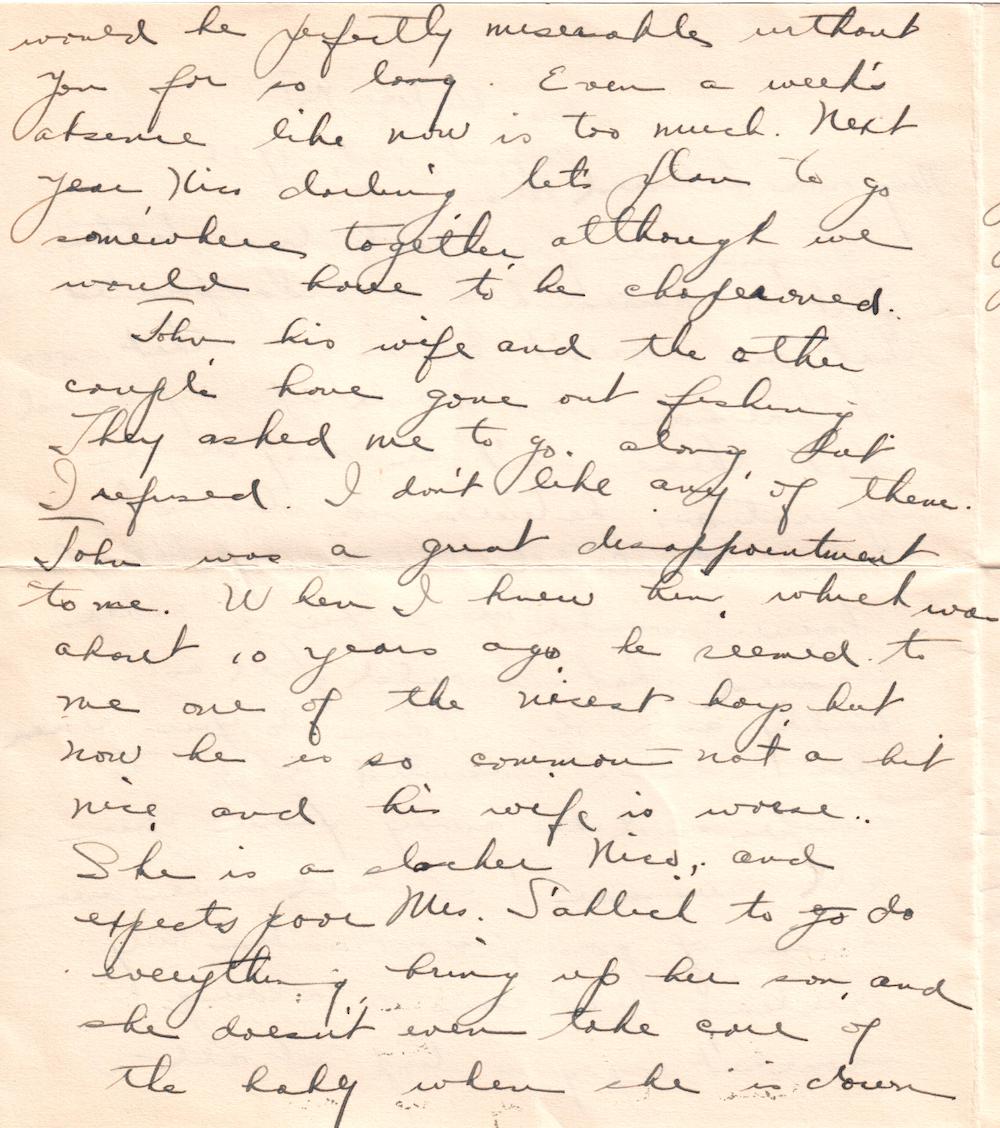 would be perfectly miserable without
you for so long. Even a week's
absence like now is too much. Next
year Nico darling let's plan to go
somewhere together, although we
would have to be chaperoned.
John his wife and the other
couple have gone out fishing
They asked me to go along, but
I refused. I don't like any of them.
John was a great disappointment
to me. When I knew him, which was
about 10 years ago, he seemed to
me one of the nicest boys, but
now he is so common not a bit
nice, and his wife is worse..
She is a slacker Nico, and
expects poor Mrs. to go do
everything, bring up her son, and
she doesn't even take care of
the baby when she is down